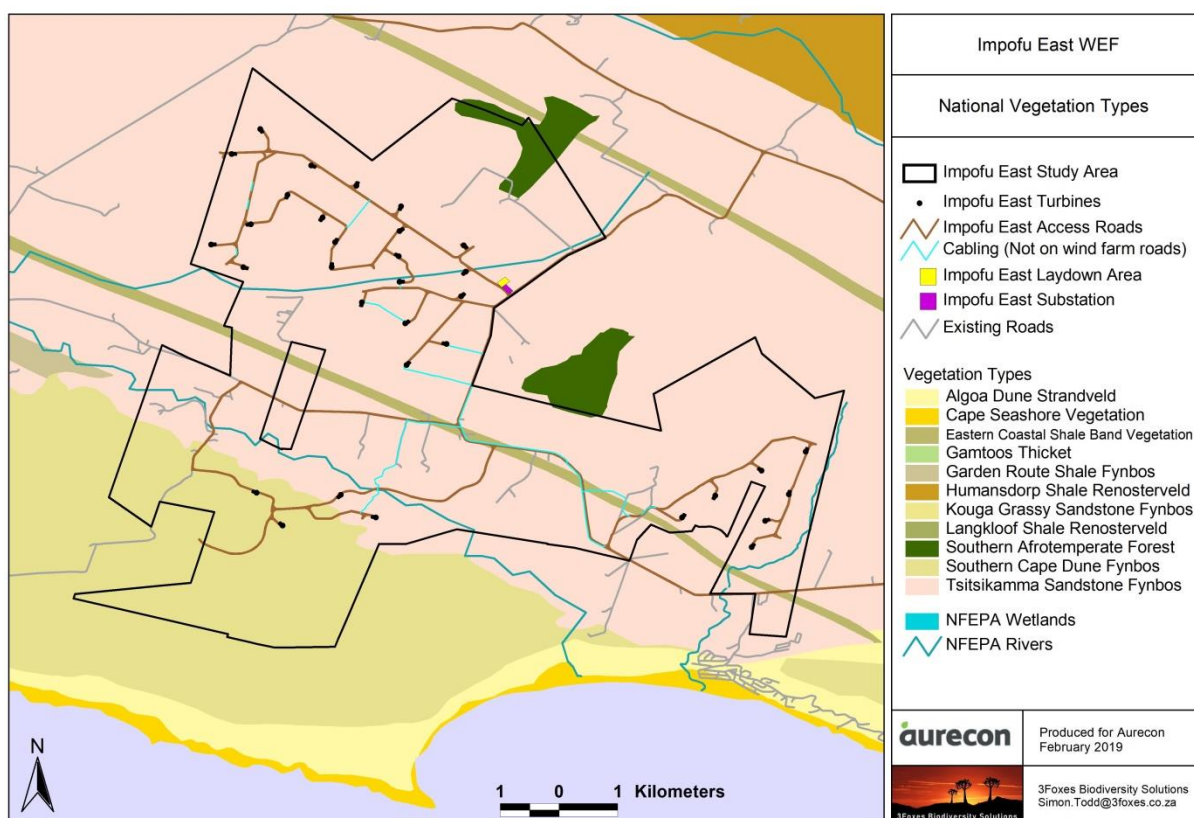 Impofu East WEF
National Vegetation Types
Impofu East Study Area
Impofu East Turbines
Impofu East Access Roads
Cabling (Not on wind farm roads)
Impofu East Laydown Area
Impofu East Substation
Existing Roads
Vegetation Types
Algoa Dune Strandveld
Cape Seashore Vegetation
Eastern Coastal Shale Band Vegetation
Gamtoos Thicket
Garden Route Shale Fynbos
Humansdorp Shale Renosterveld
Kouga Grassy Sandstone Fynbos
Langkloof Shale Renosterveld
Southern Afrotemperate Forest
Southern Cape Dune Fynbos
Tsitsikamma Sandstone Fynbos
NFEPA Wetlands
NFEPA Rivers
N
1 0 1 Kilometers
aurecon
Produced for Aurecon
February 2019
3Foxes Biodiversity Solutions
3Foxes Biodiversity Solutions
Simon.Todd@3foxes.co.za